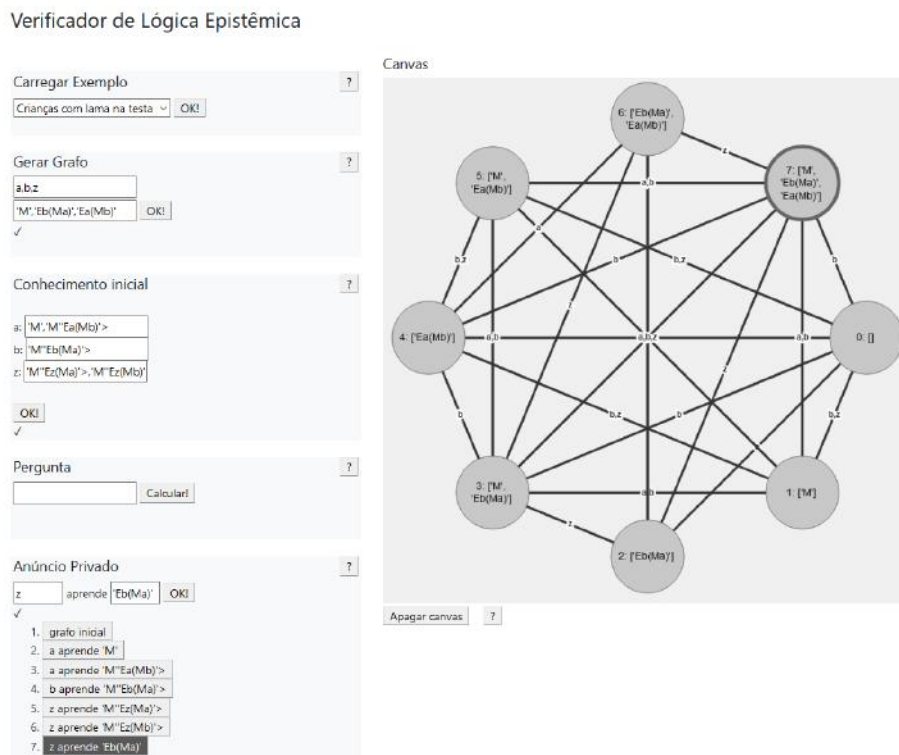 Verificador de Lógica Epistêmica
Carregar Exemplo
?
Crianças com lama na testa
OK!
Gerar Grafo
?
a,b,z
'M','Eb(Ma)','Ea(Mb)'
OK!
✓
Conhecimento inicial
?
a: 'M','M''Ea(Mb)'>
b: 'M''Eb(Ma)'>
z: 'M''Ez(Ma)'>,'M''Ez(Mb)'
OK!
✓
Pergunta
?
Calcular!
Anúncio Privado
?
z aprende 'Eb(Ma)' OK!
✓
1. grafo inicial
2. a aprende 'M'
3. a aprende 'M''Ea(Mb)'>
4. b aprende 'M''Eb(Ma)'>
5. z aprende 'M''Ez(Ma)'>
6. z aprende 'M''Ez(Mb)'>
7. z aprende 'Eb(Ma)'
Canvas
6: ['Eb(Ma)',
'Ea(Mb)']
z
5: ['M',
'Ea(Mb)']
a,b
7: ['M',
'Eb(Ma)',
'Ea(Mb)']
a
b,z
b
b,z
b
z
4: ['Ea(Mb)']
a,b
a,b,z
a,b
0: []
z
b
b,z
b
b,z
3: ['M',
'Eb(Ma)']
a,b
1: ['M']
z
2: ['Eb(Ma)']
Apagar canvas
?